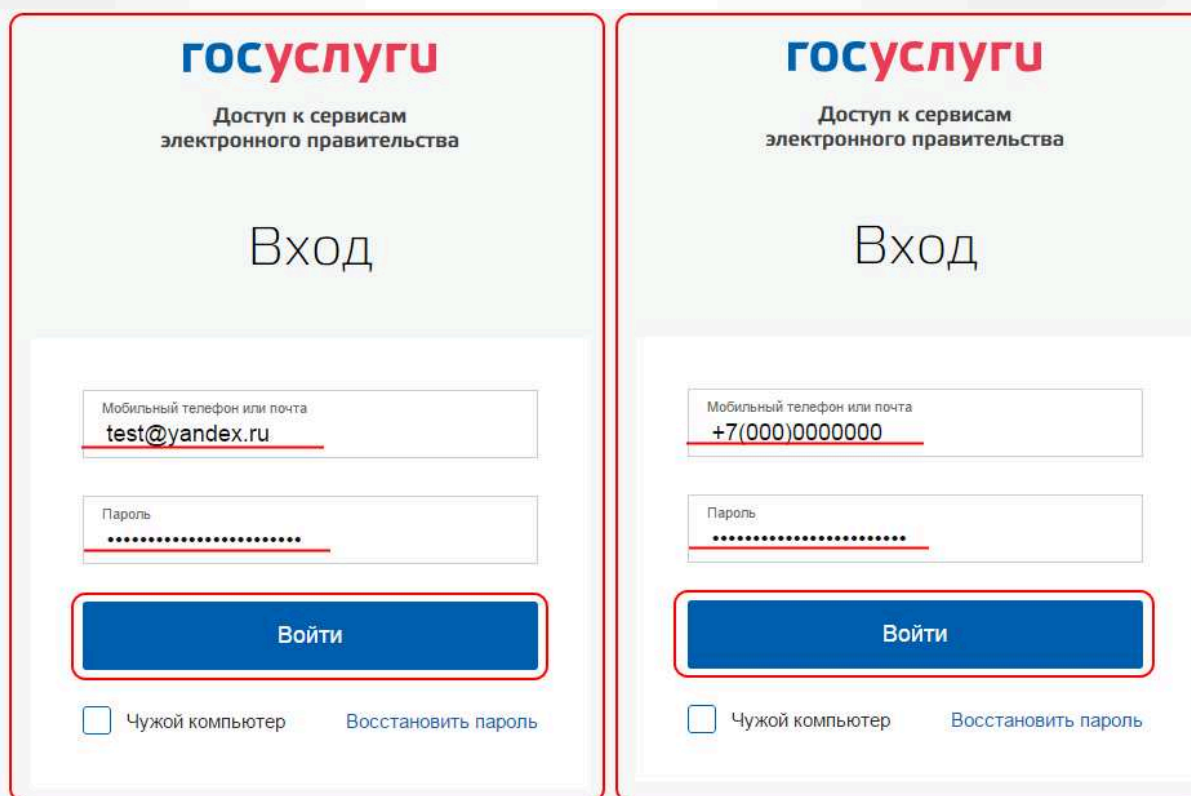 госуслуги
Доступ к сервисам
электронного правительства
Вход
Мобильный телефон или почта
test@yandex.ru
Пароль
••••••••••••••••••••••••
Войти
Чужой компьютер
Восстановить пароль
госуслуги
Доступ к сервисам
электронного правительства
Вход
Мобильный телефон или почта
+7(000)0000000
Пароль
••••••••••••••••••••••••
Войти
Чужой компьютер
Восстановить пароль